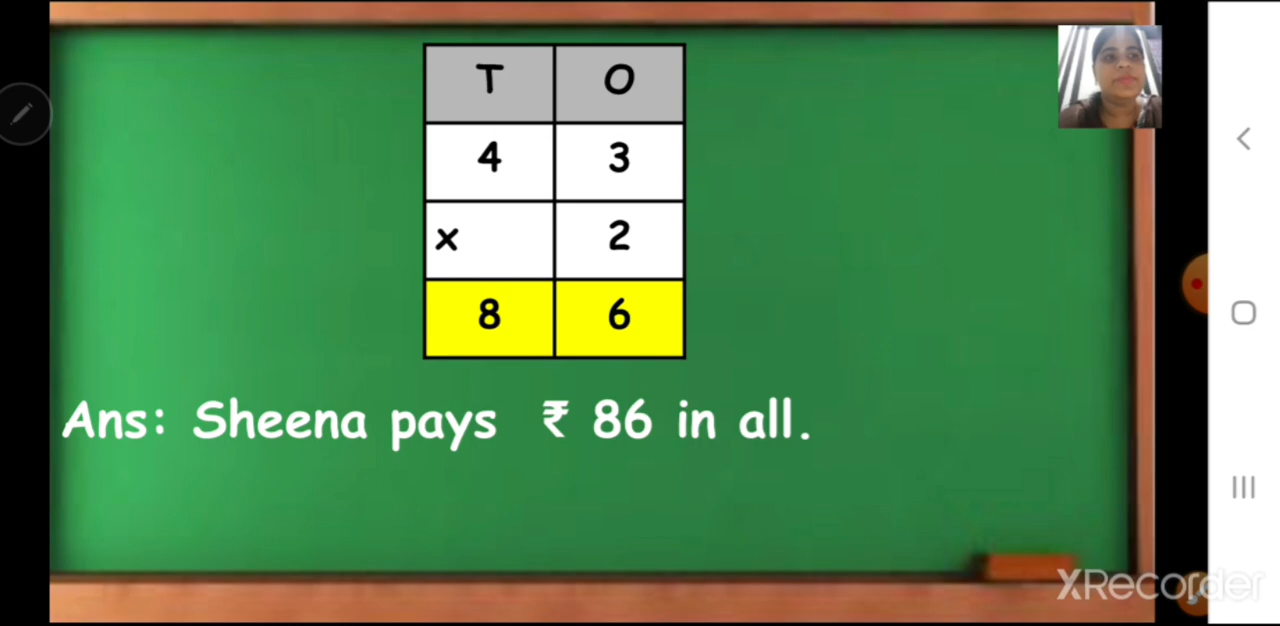 T O
4 3
x 2
8 6
Ans: Sheena pays ₹ 86 in all.
XRecorder